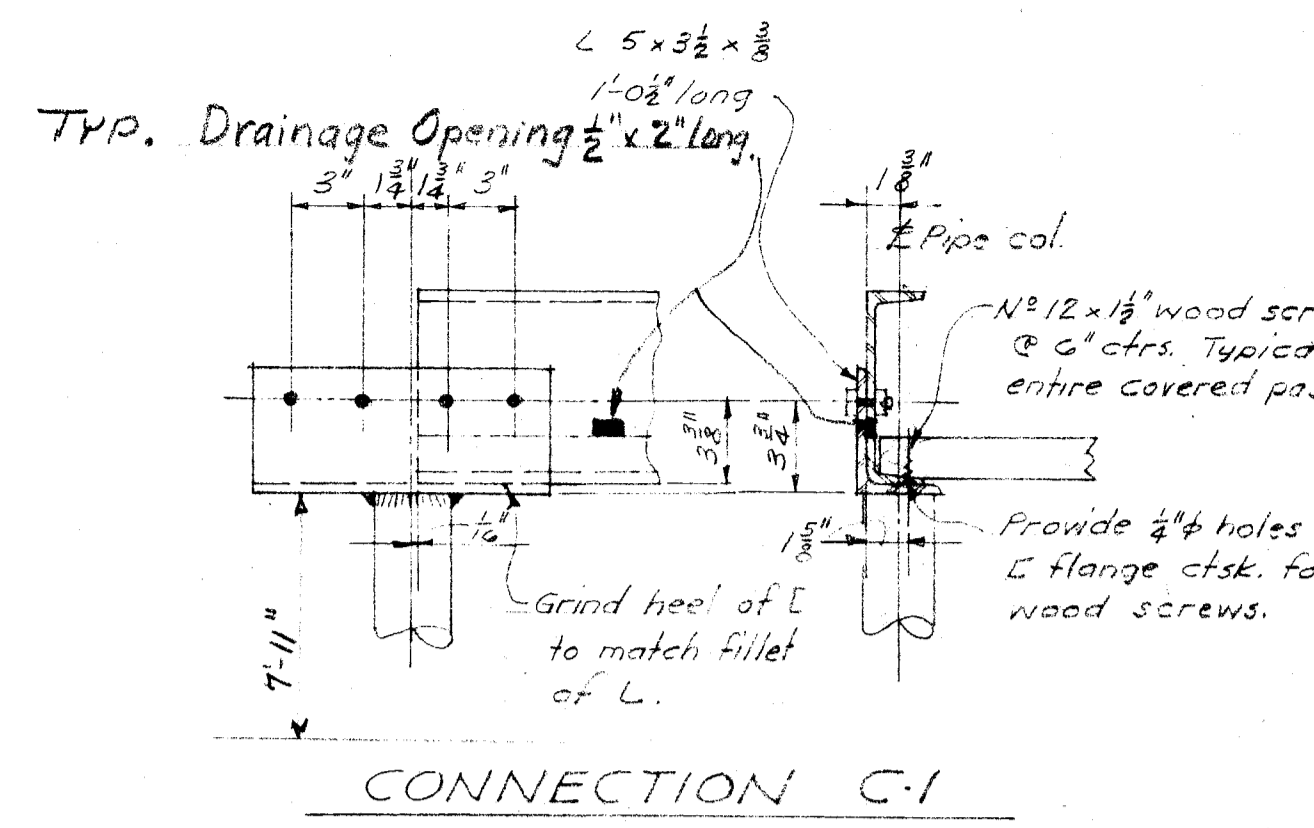 L 5 x 3½ x ⅜
1'-0½" long
Typ. Drainage Opening ½" x 2" long.
3" 1¾" 1¾" 3"
1⅜"
℄ Pipe col.
Nº 12 x 1½" wood scr
@ 6" ctrs. Typica
entire covered pas
3⅜"
3¾"
1/16"
1⅝"
Provide ¼"φ holes
[ flange ctsk. fo
wood screws.
Grind heel of [
to match fillet
of L.
7'-11"
CONNECTION C-1